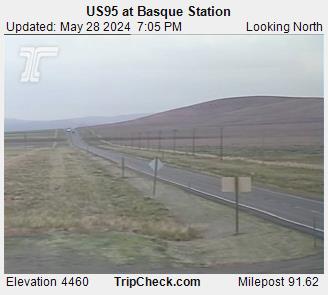 US95 at Basque Station
Updated: May 28 2024 7:05 PM Looking North
Elevation 4460 TripCheck.com Milepost 91.62